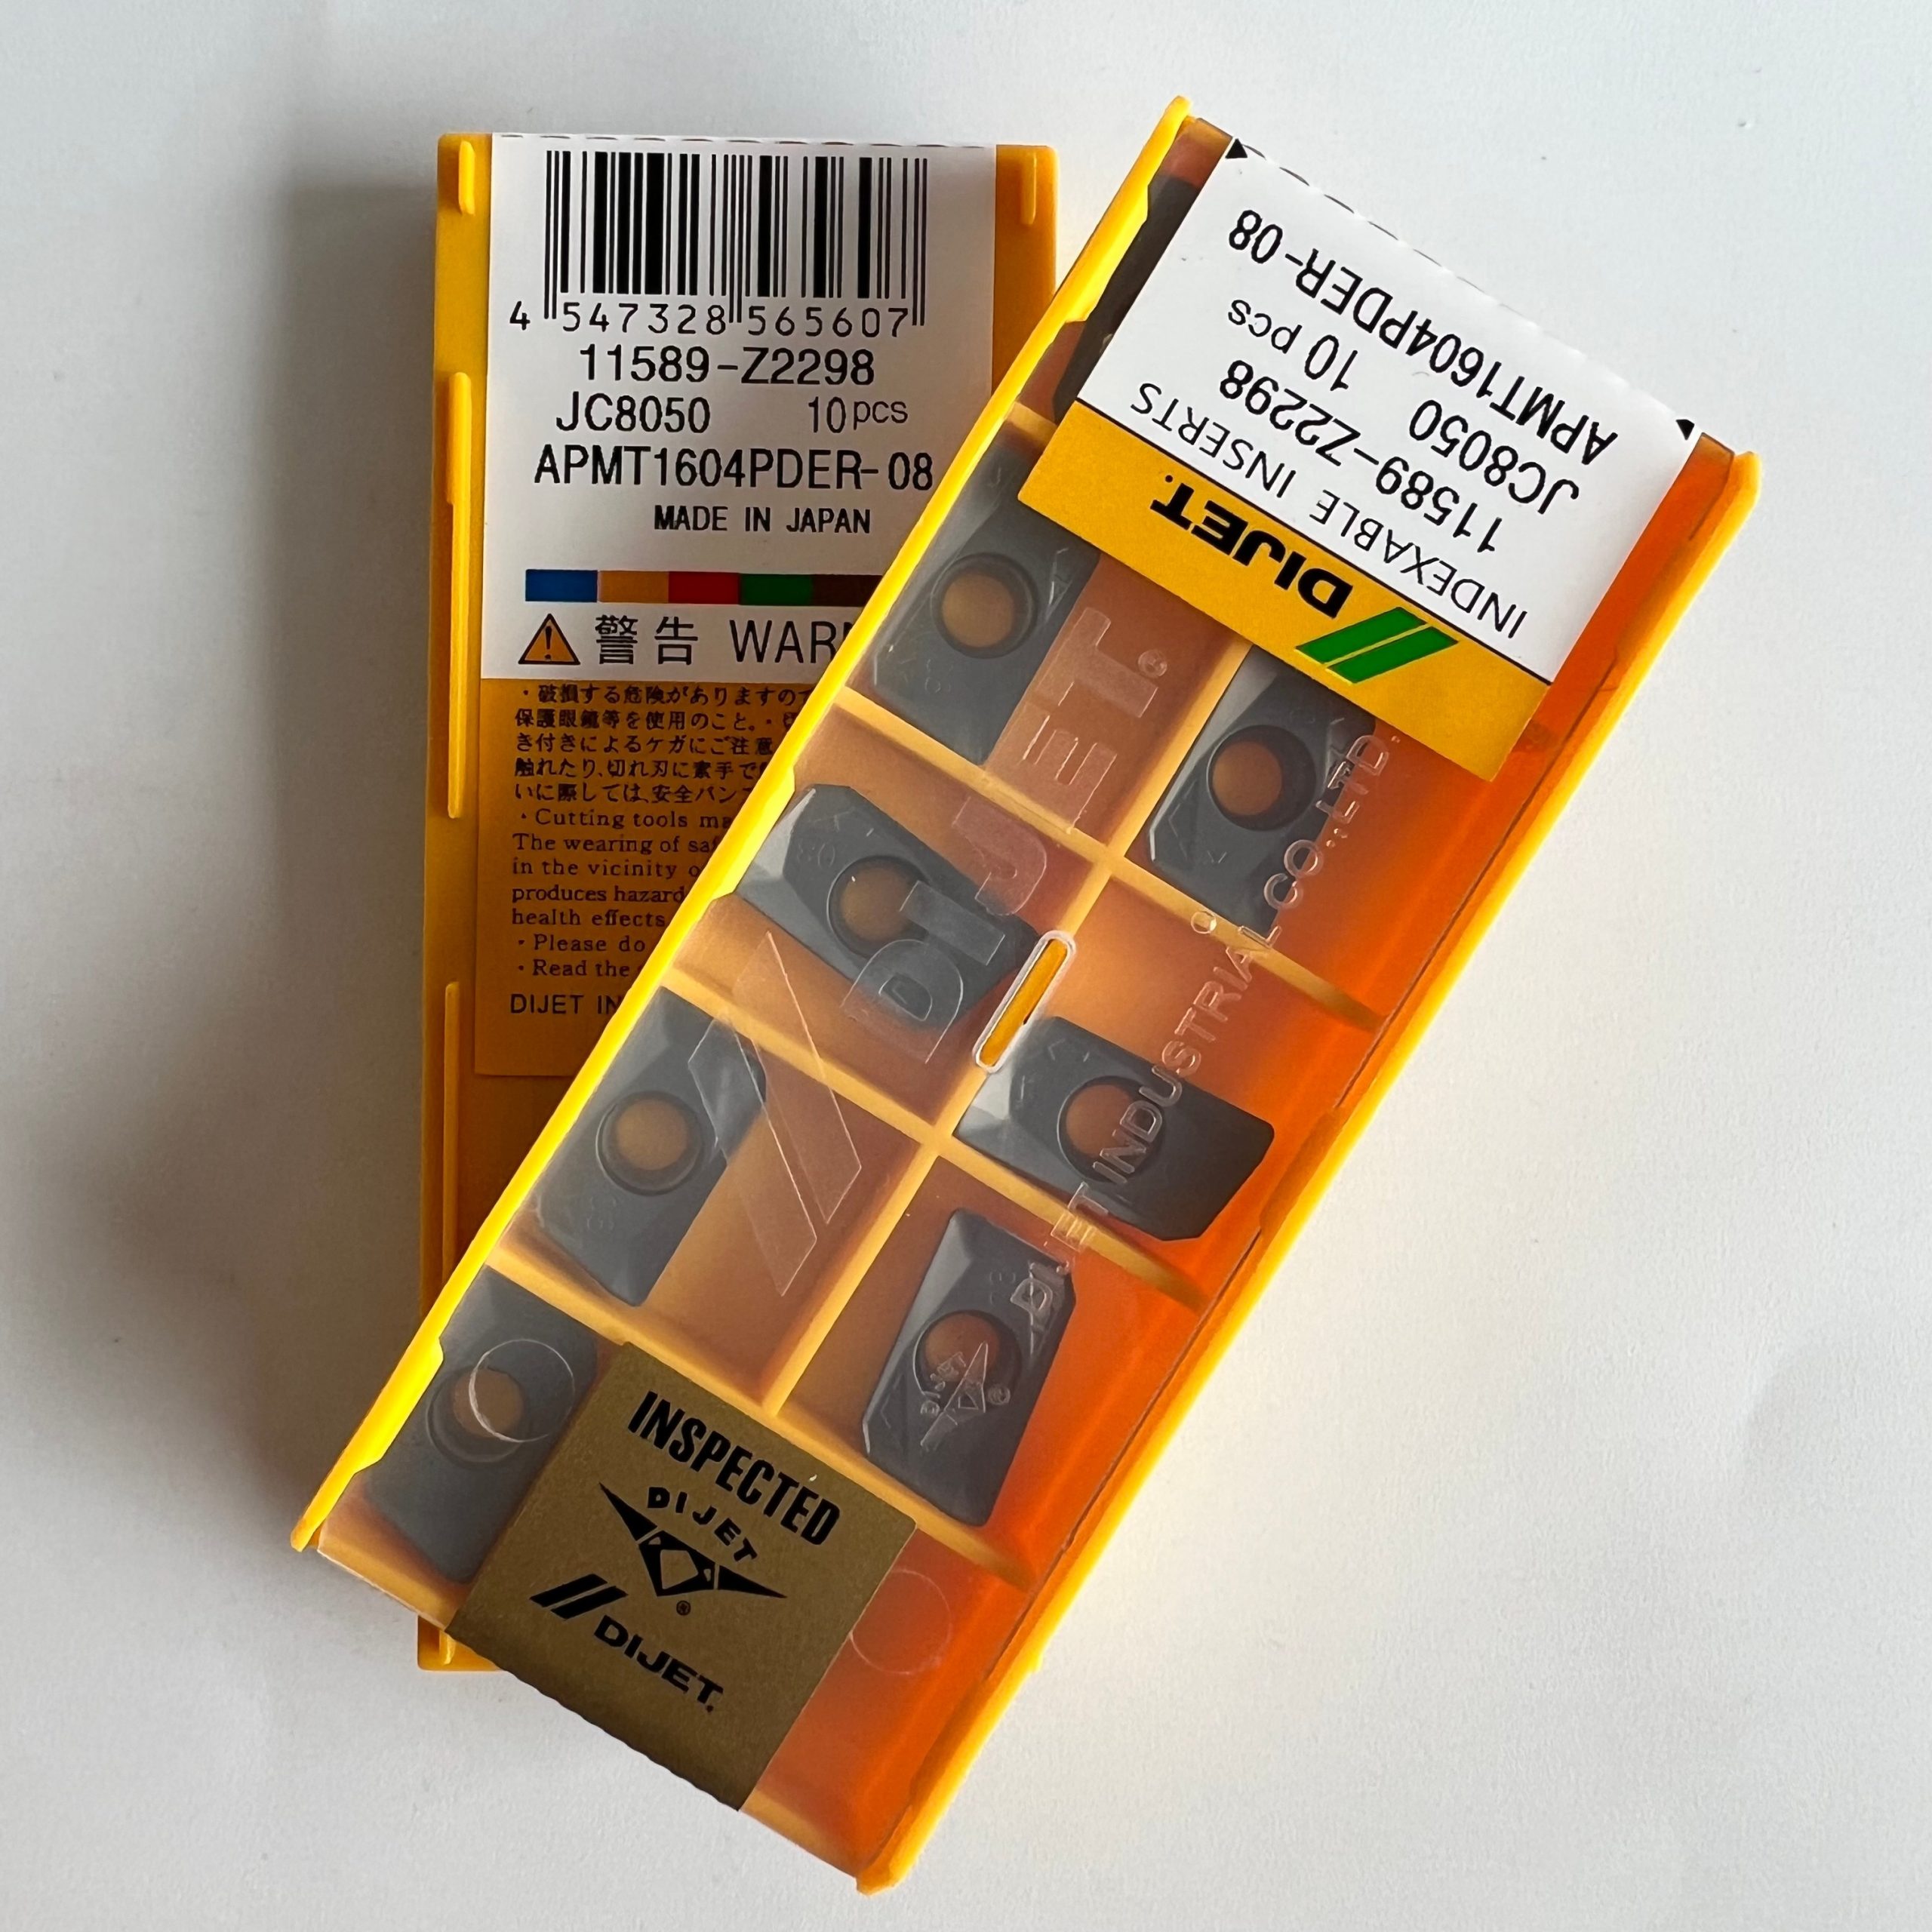 4 547328 565607
11589-Z2298
JC8050 10pcs
APMT1604PDER-08
MADE IN JAPAN
警告
・破損する危険がありますので
保護眼鏡等を使用のこと。・
き付きによるケガにご注意
触れたり、切れ刃に素手で
いに際しては、安全パンフ
・Cutting tools
The wearing of
in the vicinity
produces
health effects
・Please do
・Read the
DIJET
DIJET.
INDEXABLE INSERTS
11589-Z2298
JC8050 10 pcs
APMT1604PDER-08
DIJET®
DIJET INDUSTRIAL CO.,LTD.
DIJET
INSPECTED
DIJET
®
DIJET.